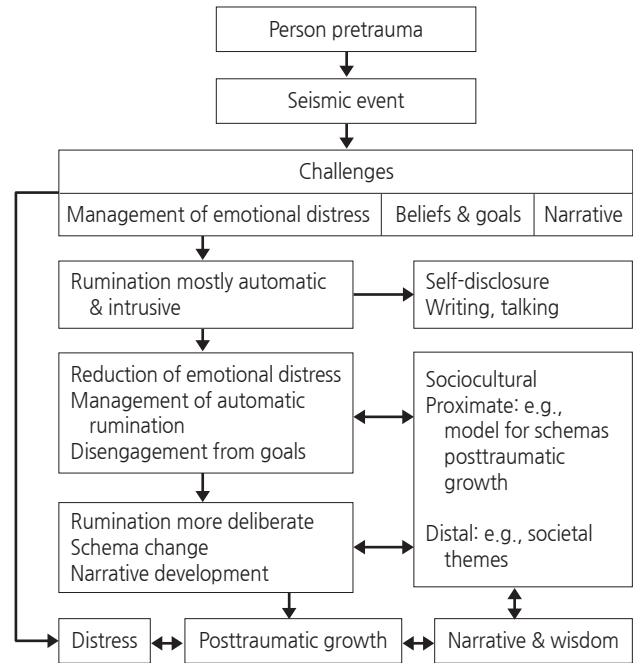 Person pretrauma
Seismic event
Challenges
Management of emotional distress
Beliefs & goals
Narrative
Rumination mostly automatic
& intrusive
Self-disclosure
Writing, talking
Reduction of emotional distress
Management of automatic
rumination
Disengagement from goals
Sociocultural
Proximate: e.g.,
model for schemas
posttraumatic
growth
Distal: e.g., societal
themes
Rumination more deliberate
Schema change
Narrative development
Distress
Posttraumatic growth
Narrative & wisdom